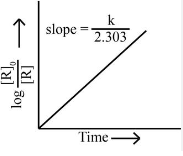 slope = k/2.303
log [R]₀/[R]
Time